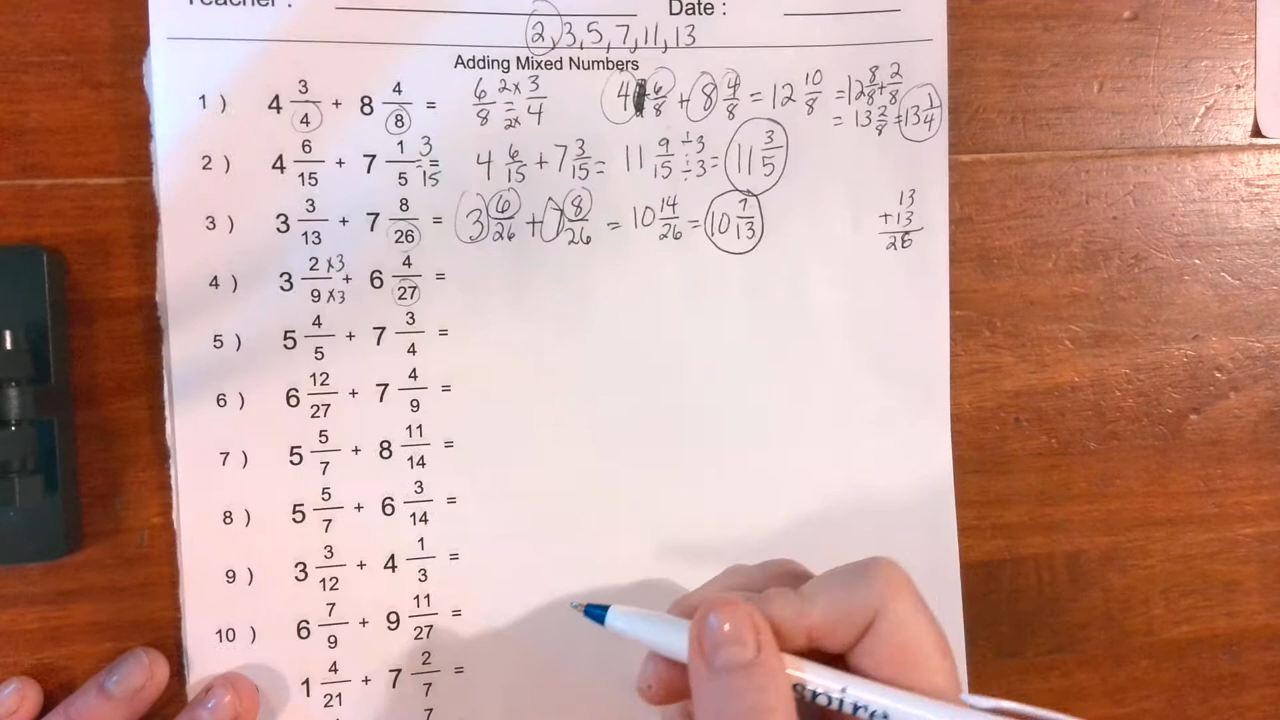 Teacher : Date :
2, 3, 5, 7, 11, 13
Adding Mixed Numbers
1 ) 4 3/4 + 8 4/8 = 6/8 2x = 2x 3/4 4 6/8 + 8 4/8 = 12 10/8 = 12 8/8 + 2/8
= 13 2/8 = 13 1/4
2 ) 4 6/15 + 7 1/5 = 3/15 = 4 6/15 + 7 3/15 = 11 9/15 ÷3 ÷3 = 11 3/5
3 ) 3 3/13 + 7 8/26 = 3 6/26 + 7 8/26 = 10 14/26 = 10 7/13
13
+13
26
4 ) 3 2/9 x3 x3 + 6 4/27 =
5 ) 5 4/5 + 7 3/4 =
6 ) 6 12/27 + 7 4/9 =
7 ) 5 5/7 + 8 11/14 =
8 ) 5 5/7 + 6 3/14 =
9 ) 3 3/12 + 4 1/3 =
10 ) 6 7/9 + 9 11/27 =
1 4/21 + 7 2/7 =
7
spire